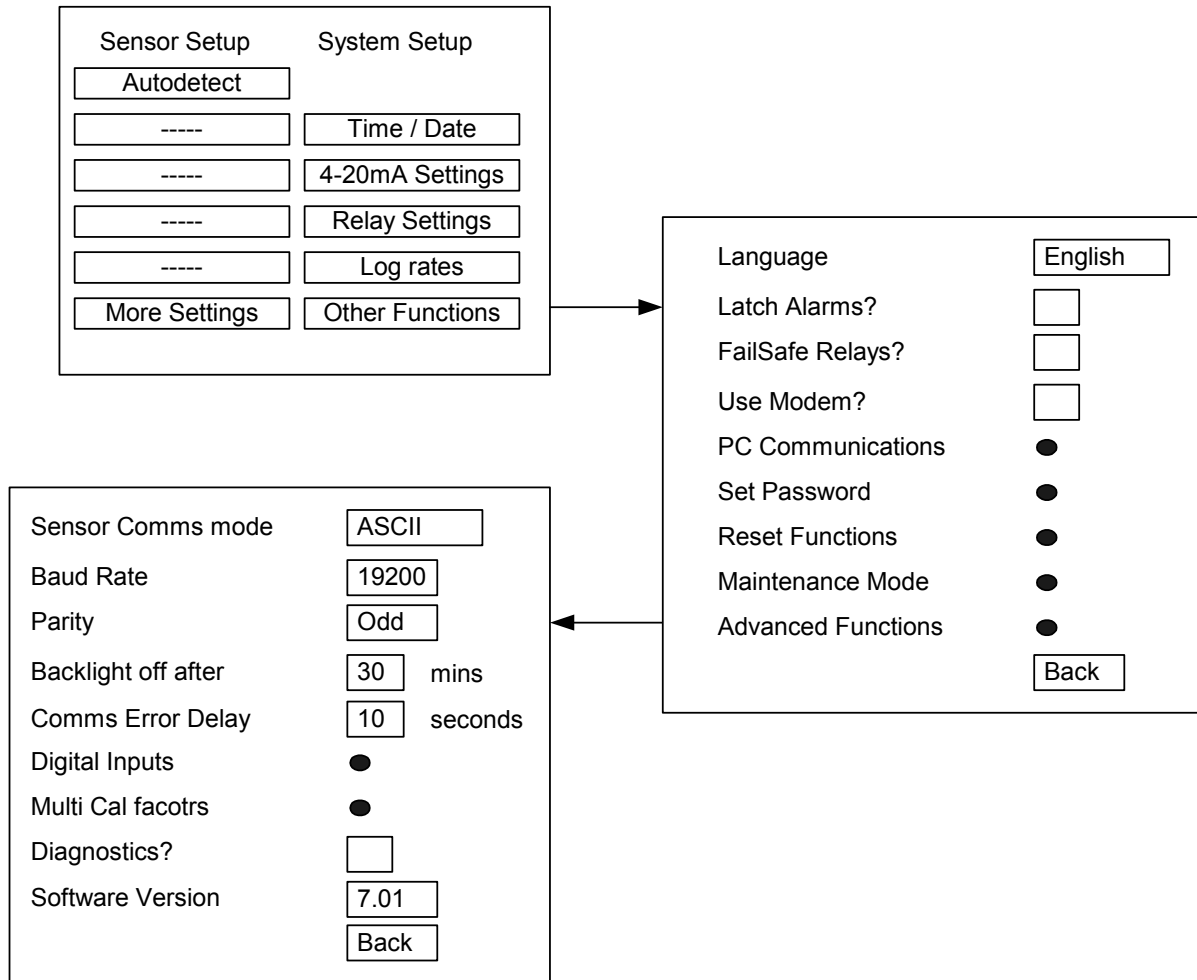 Sensor Setup System Setup
Autodetect
----- Time / Date
----- 4-20mA Settings
----- Relay Settings
----- Log rates
More Settings Other Functions
Language English
Latch Alarms?
FailSafe Relays?
Use Modem?
PC Communications
Set Password
Reset Functions
Maintenance Mode
Advanced Functions
Back
Sensor Comms mode ASCII
Baud Rate 19200
Parity Odd
Backlight off after 30 mins
Comms Error Delay 10 seconds
Digital Inputs
Multi Cal facotrs
Diagnostics?
Software Version 7.01
Back